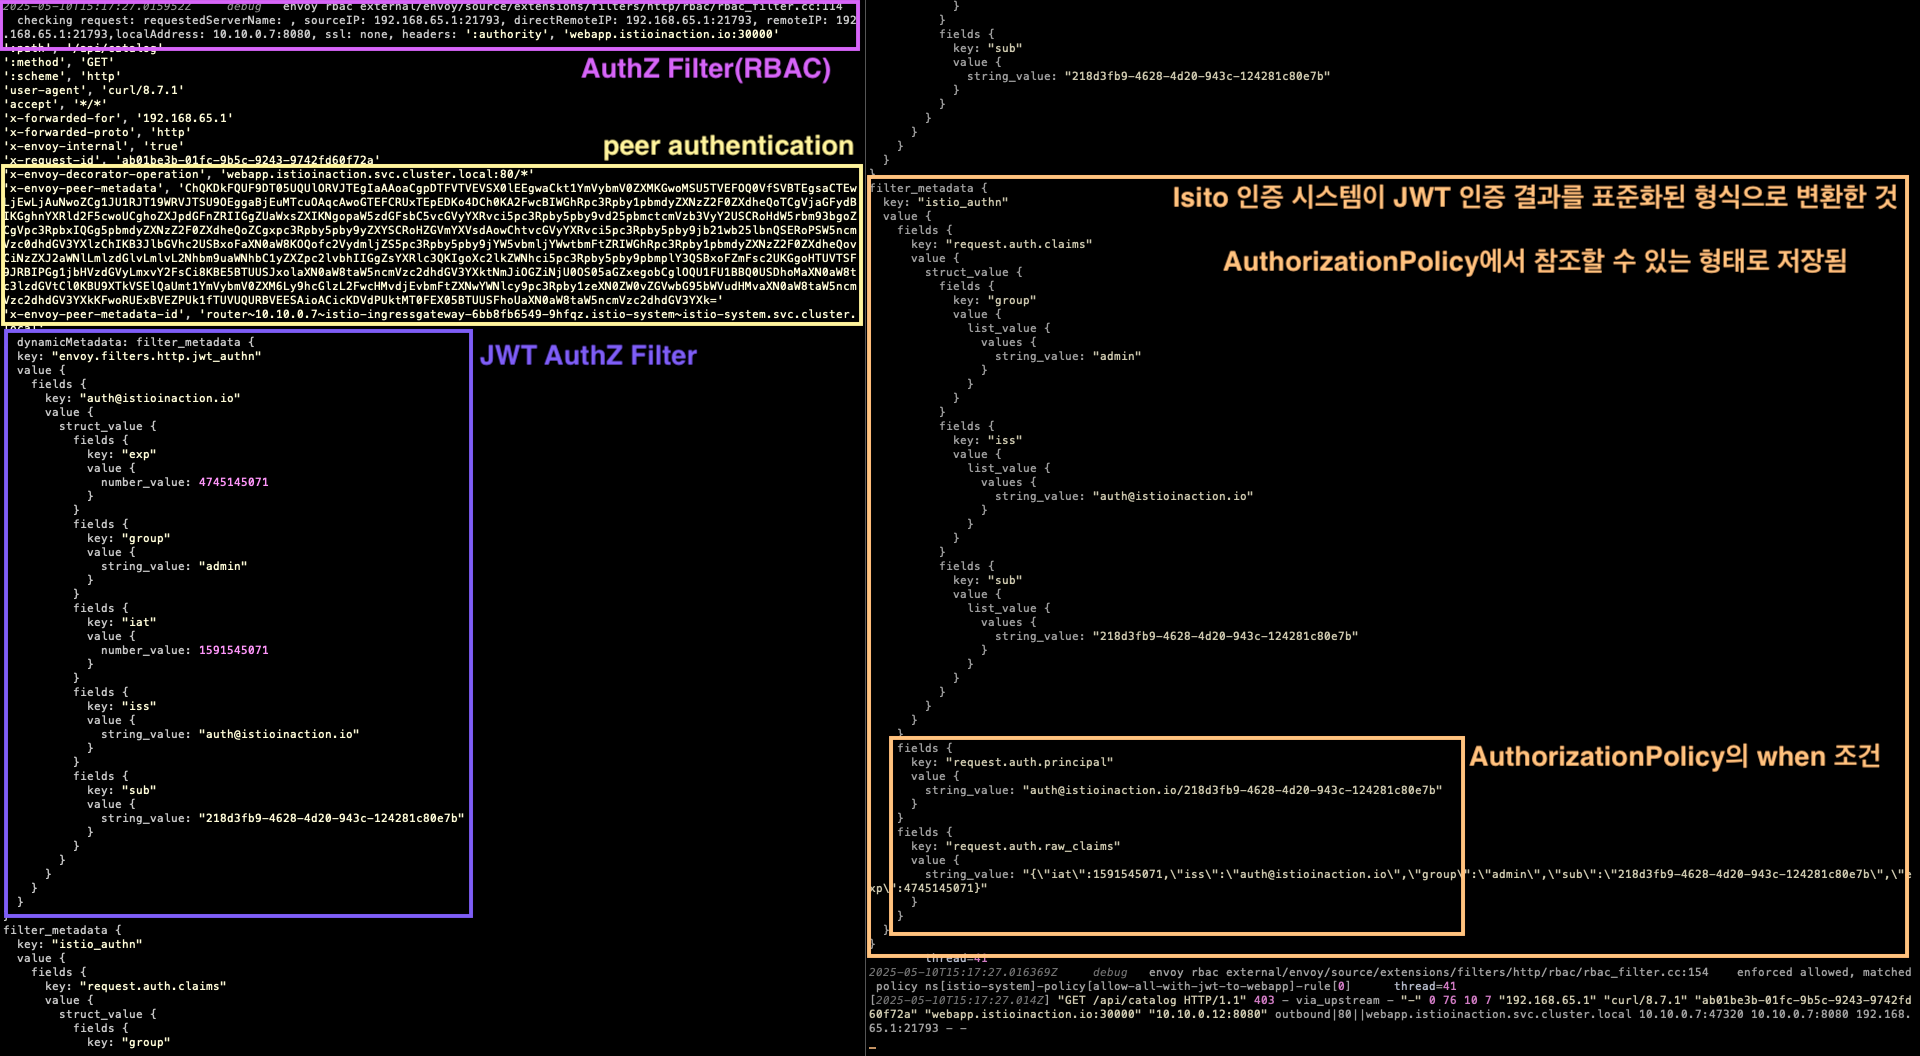 2025-05-10T15:17:27.015952Z debug envoy rbac external/envoy/source/extensions/filters/http/rbac/rbac_filter.cc:114
checking request: requestedServerName: , sourceIP: 192.168.65.1:21793, directRemoteIP: 192.168.65.1:21793, remoteIP: 192
.168.65.1:21793,localAddress: 10.10.0.7:8080, ssl: none, headers: ':authority', 'webapp.istioinaction.io:30000'
':path', '/api/catalog'
':method', 'GET'
AuthZ Filter(RBAC)
':scheme', 'http'
'user-agent', 'curl/8.7.1'
'accept', '*/*'
'x-forwarded-for', '192.168.65.1'
'x-forwarded-proto', 'http'
'x-envoy-internal', 'true'
peer authentication
'x-request-id', 'ab01be3b-01fc-9b5c-9243-9742fd60f72a'
'x-envoy-decorator-operation', 'webapp.istioinaction.svc.cluster.local:80/*'
'x-envoy-peer-metadata',
'x-envoy-peer-metadata-id', 'router~10.10.0.7~istio-ingressgateway-6bb8fb6549-9hfqz.istio-system~istio-system.svc.cluster.
local'
dynamicMetadata: filter_metadata {
JWT AuthZ Filter
key: "envoy.filters.http.jwt_authn"
value {
fields {
key: "auth@istioinaction.io"
value {
struct_value {
fields {
key: "exp"
value {
number_value: 4745145071
}
}
fields {
key: "group"
value {
string_value: "admin"
}
}
fields {
key: "iat"
value {
number_value: 1591545071
}
}
fields {
key: "iss"
value {
string_value: "auth@istioinaction.io"
}
}
fields {
key: "sub"
value {
string_value: "218d3fb9-4628-4d20-943c-124281c80e7b"
}
}
}
}
}
}
}
filter_metadata {
key: "istio_authn"
value {
fields {
key: "request.auth.claims"
value {
struct_value {
fields {
key: "group"
}
fields {
key: "sub"
value {
string_value: "218d3fb9-4628-4d20-943c-124281c80e7b"
}
}
}
}
}
}
}
filter_metadata {
Isito 인증 시스템이 JWT 인증 결과를 표준화된 형식으로 변환한 것
key: "istio_authn"
value {
fields {
key: "request.auth.claims"
AuthorizationPolicy에서 참조할 수 있는 형태로 저장됨
value {
struct_value {
fields {
key: "group"
value {
list_value {
values {
string_value: "admin"
}
}
}
}
fields {
key: "iss"
value {
list_value {
values {
string_value: "auth@istioinaction.io"
}
}
}
}
fields {
key: "sub"
value {
list_value {
values {
string_value: "218d3fb9-4628-4d20-943c-124281c80e7b"
}
}
}
}
}
}
}
fields {
AuthorizationPolicy의 when 조건
key: "request.auth.principal"
value {
string_value: "auth@istioinaction.io/218d3fb9-4628-4d20-943c-124281c80e7b"
}
}
fields {
key: "request.auth.raw_claims"
value {
string_value: "{\"iat\":1591545071,\"iss\":\"auth@istioinaction.io\",\"group\":\"admin\",\"sub\":\"218d3fb9-4628-4d20-943c-124281c80e7b\",\"e
xp\":4745145071}"
}
}
}
}
thread=41
2025-05-10T15:17:27.016369Z debug envoy rbac external/envoy/source/extensions/filters/http/rbac/rbac_filter.cc:154 enforced allowed, matched
policy ns[istio-system]-policy[allow-all-with-jwt-to-webapp]-rule[0] thread=41
[2025-05-10T15:17:27.014Z] "GET /api/catalog HTTP/1.1" 403 - via_upstream - "-" 0 76 10 7 "192.168.65.1" "curl/8.7.1" "ab01be3b-01fc-9b5c-9243-9742fd
60f72a" "webapp.istioinaction.io:30000" "10.10.0.12:8080" outbound|80||webapp.istioinaction.svc.cluster.local 10.10.0.7:47320 10.10.0.7:8080 192.168.
65.1:21793 - -